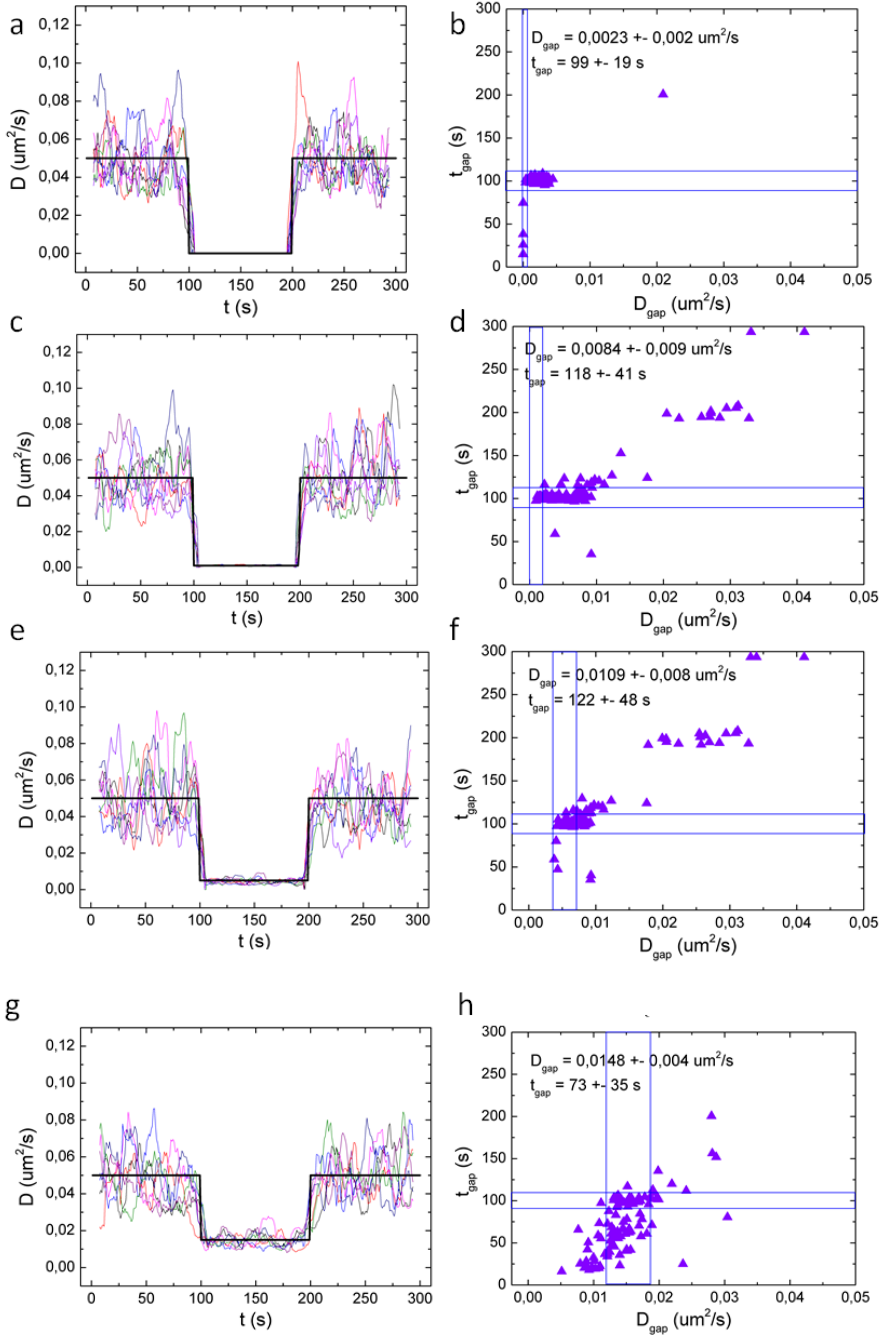 a
0,12
0,10
0,08
0,06
0,04
0,02
0,00
D (um²/s)
0 50 100 150 200 250 300
t (s)
b
D_gap = 0,0023 +- 0,002 um²/s
t_gap = 99 +- 19 s
300
250
200
150
100
50
0
t_gap (s)
0,00 0,01 0,02 0,03 0,04 0,05
D_gap (um²/s)
c
0,12
0,10
0,08
0,06
0,04
0,02
0,00
D (um²/s)
0 50 100 150 200 250 300
t (s)
d
D_gap = 0,0084 +- 0,009 um²/s
t_gap = 118 +- 41 s
300
250
200
150
100
50
0
t_gap (s)
0,00 0,01 0,02 0,03 0,04 0,05
D_gap (um²/s)
e
0,12
0,10
0,08
0,06
0,04
0,02
0,00
D (um²/s)
0 50 100 150 200 250 300
t (s)
f
D_gap = 0,0109 +- 0,008 um²/s
t_gap = 122 +- 48 s
300
250
200
150
100
50
0
t_gap (s)
0,00 0,01 0,02 0,03 0,04 0,05
D_gap (um²/s)
g
0,12
0,10
0,08
0,06
0,04
0,02
0,00
D (um²/s)
0 50 100 150 200 250 300
t (s)
h
D_gap = 0,0148 +- 0,004 um²/s
t_gap = 73 +- 35 s
300
250
200
150
100
50
0
t_gap (s)
0,00 0,01 0,02 0,03 0,04 0,05
D_gap (um²/s)